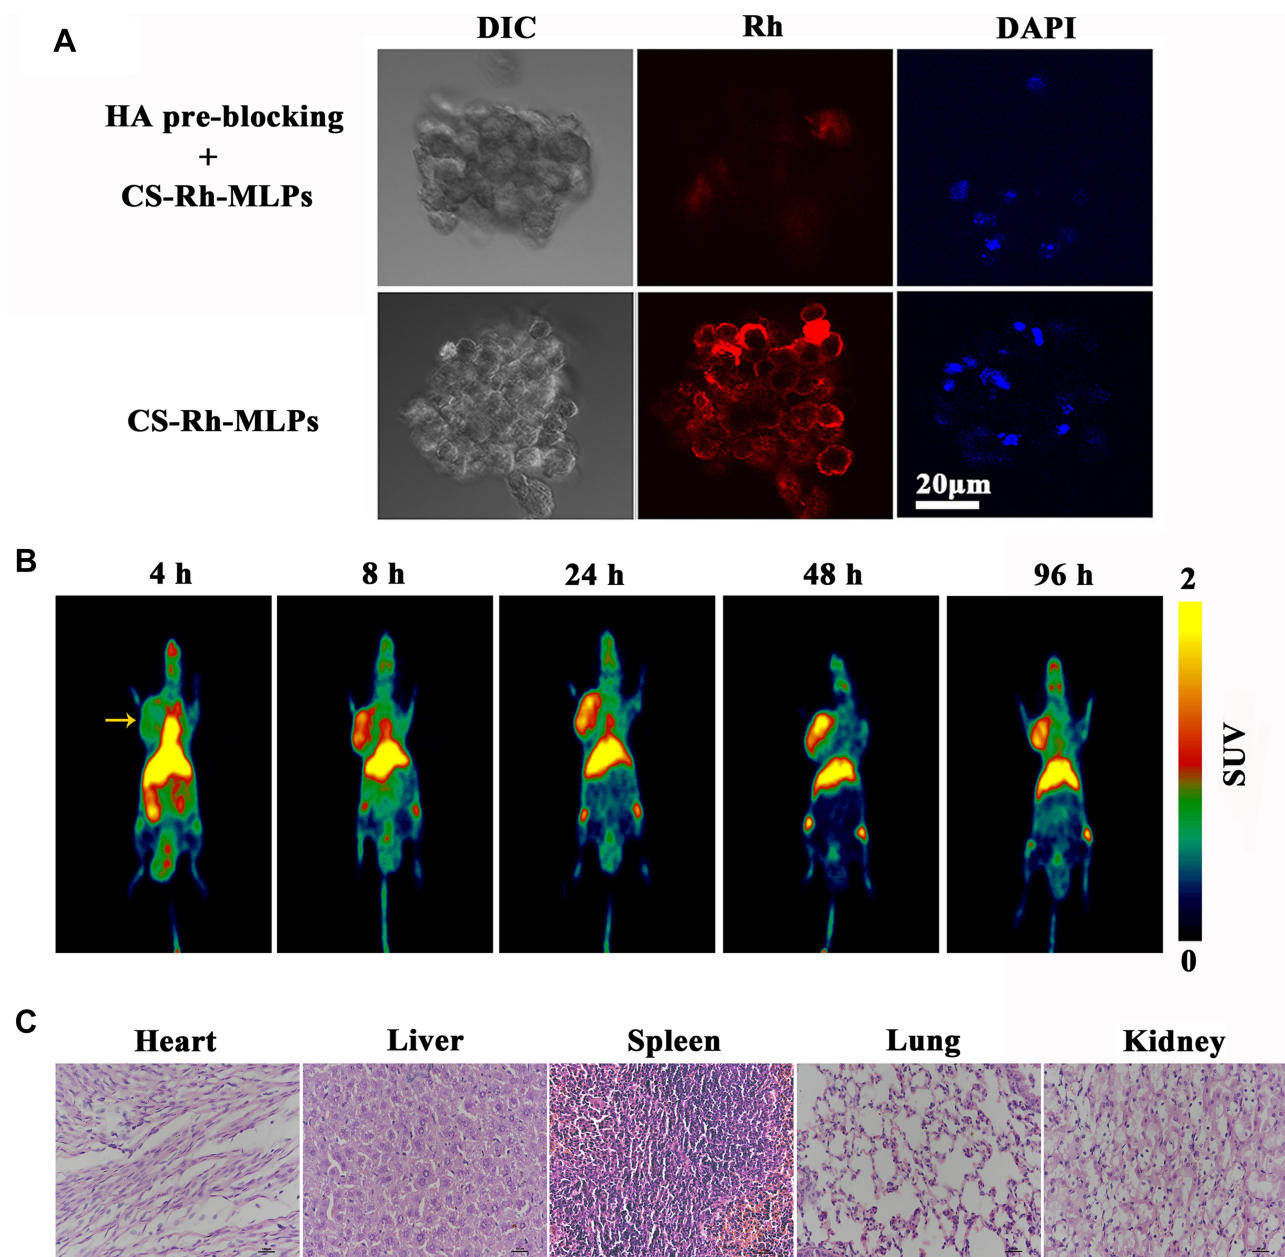 A
DIC Rh DAPI
HA pre-blocking
+
CS-Rh-MLPs
CS-Rh-MLPs
20μm
B
4 h 8 h 24 h 48 h 96 h
2
SUV
0
C
Heart Liver Spleen Lung Kidney